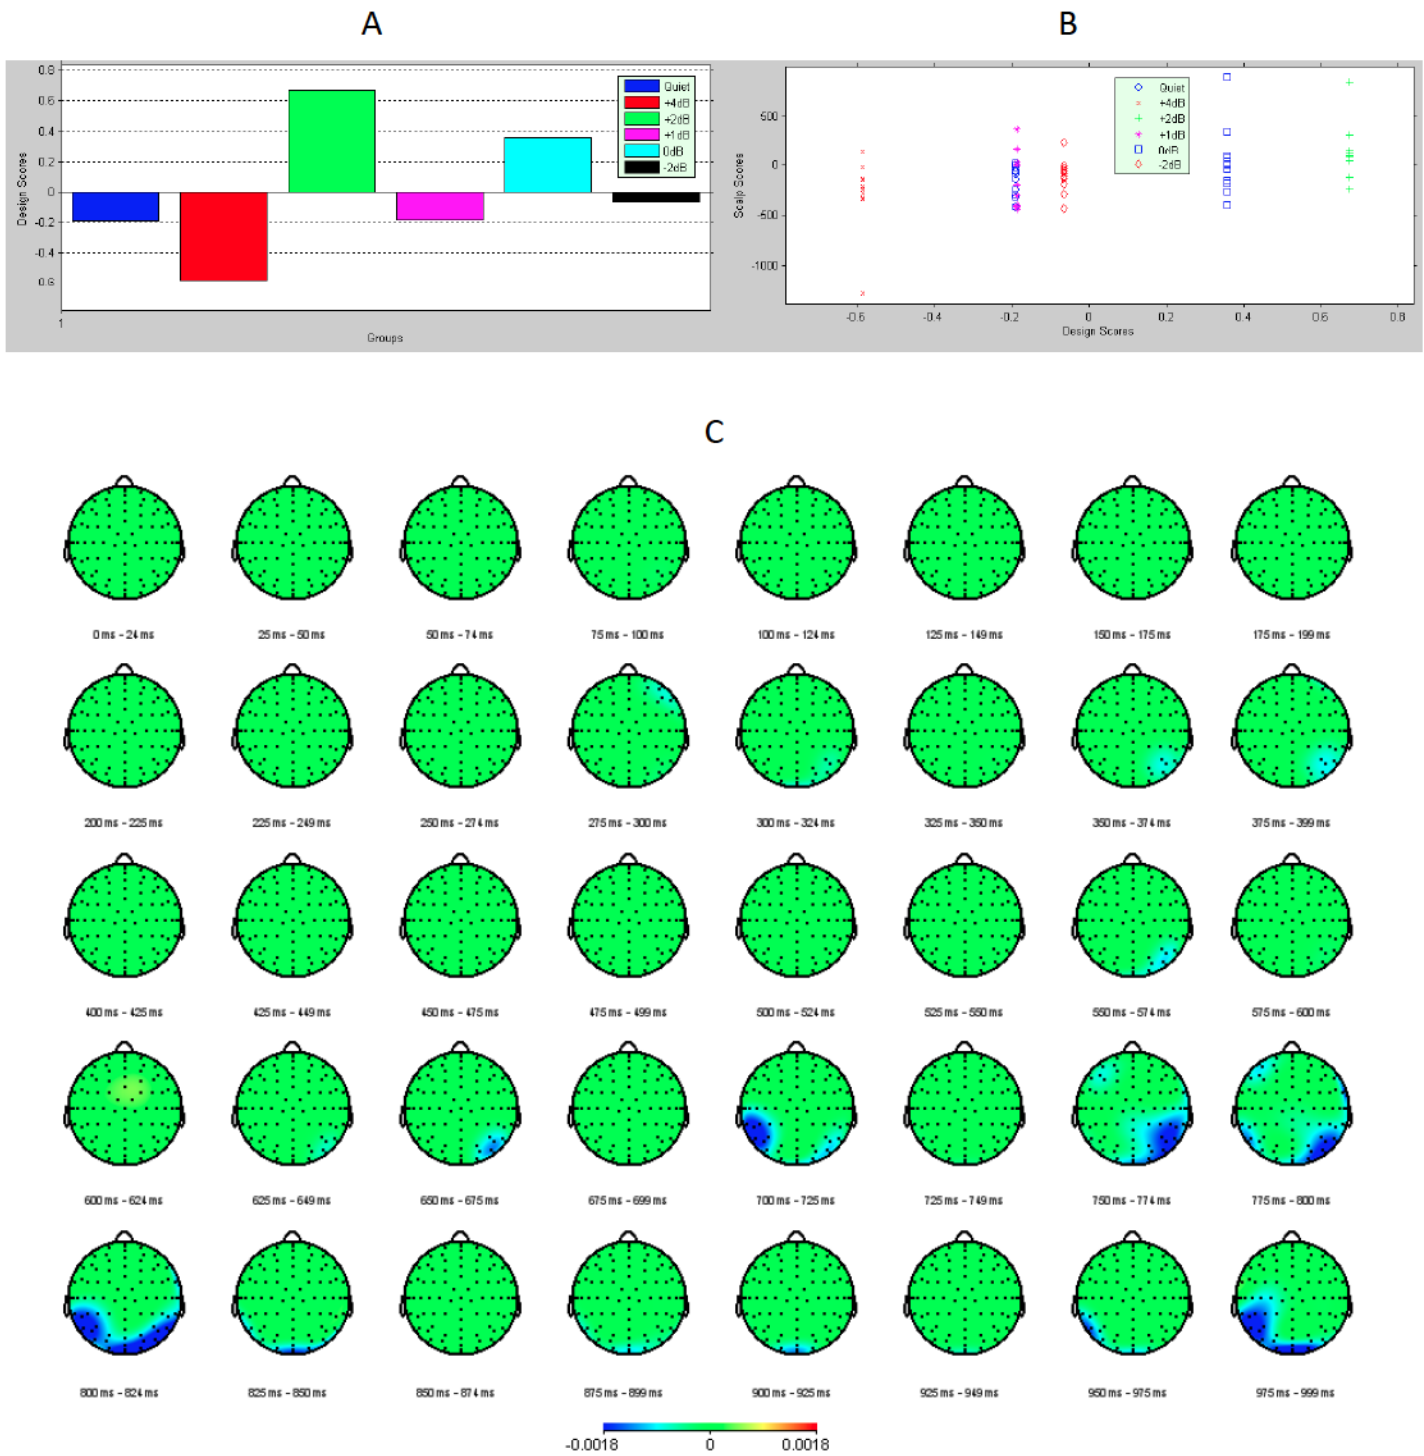 A
B
0.8
0.6
0.4
0.2
0
-0.2
-0.4
0.6
Design Scores
1
Groups
Quiet
+4dB
+2dB
+1dB
0dB
-2dB
500
0
-500
-1000
Scalp Scores
-0.6 -0.4 -0.2 0 0.2 0.4 0.6 0.8
Design Scores
Quiet
+4dB
+2dB
+1dB
0dB
-2dB
C
0 ms - 24 ms 25 ms - 50 ms 50 ms - 74 ms 75 ms - 100 ms 100 ms - 124 ms 125 ms - 149 ms 150 ms - 175 ms 175 ms - 199 ms
200 ms - 225 ms 225 ms - 249 ms 250 ms - 274 ms 275 ms - 300 ms 300 ms - 324 ms 325 ms - 350 ms 350 ms - 374 ms 375 ms - 399 ms
400 ms - 425 ms 425 ms - 449 ms 450 ms - 475 ms 475 ms - 499 ms 500 ms - 524 ms 525 ms - 550 ms 550 ms - 574 ms 575 ms - 600 ms
600 ms - 624 ms 625 ms - 649 ms 650 ms - 675 ms 675 ms - 699 ms 700 ms - 725 ms 725 ms - 749 ms 750 ms - 774 ms 775 ms - 800 ms
800 ms - 824 ms 825 ms - 850 ms 850 ms - 874 ms 875 ms - 899 ms 900 ms - 925 ms 925 ms - 949 ms 950 ms - 975 ms 975 ms - 999 ms
-0.0018 0 0.0018